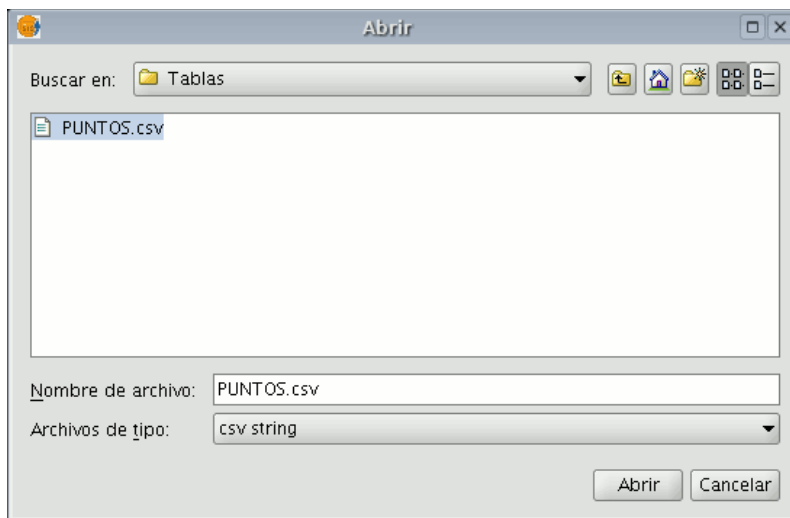 Abrir
Buscar en: Tablas
PUNTOS.csv
Nombre de archivo: PUNTOS.csv
Archivos de tipo: csv string
Abrir Cancelar